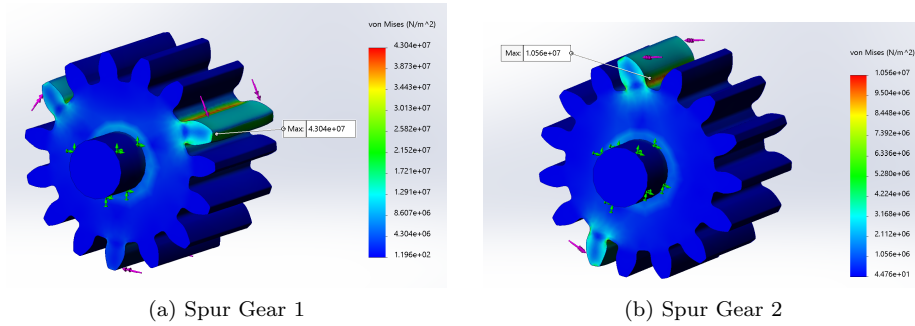 von Mises (N/m^2)
4.304e+07
3.873e+07
3.443e+07
3.013e+07
2.582e+07
2.152e+07
1.721e+07
1.291e+07
8.607e+06
4.304e+06
1.196e+02
Max: 4.304e+07
(a) Spur Gear 1
von Mises (N/m^2)
1.056e+07
9.504e+06
8.448e+06
7.392e+06
6.336e+06
5.280e+06
4.224e+06
3.168e+06
2.112e+06
1.056e+06
4.476e+01
Max: 1.056e+07
(b) Spur Gear 2